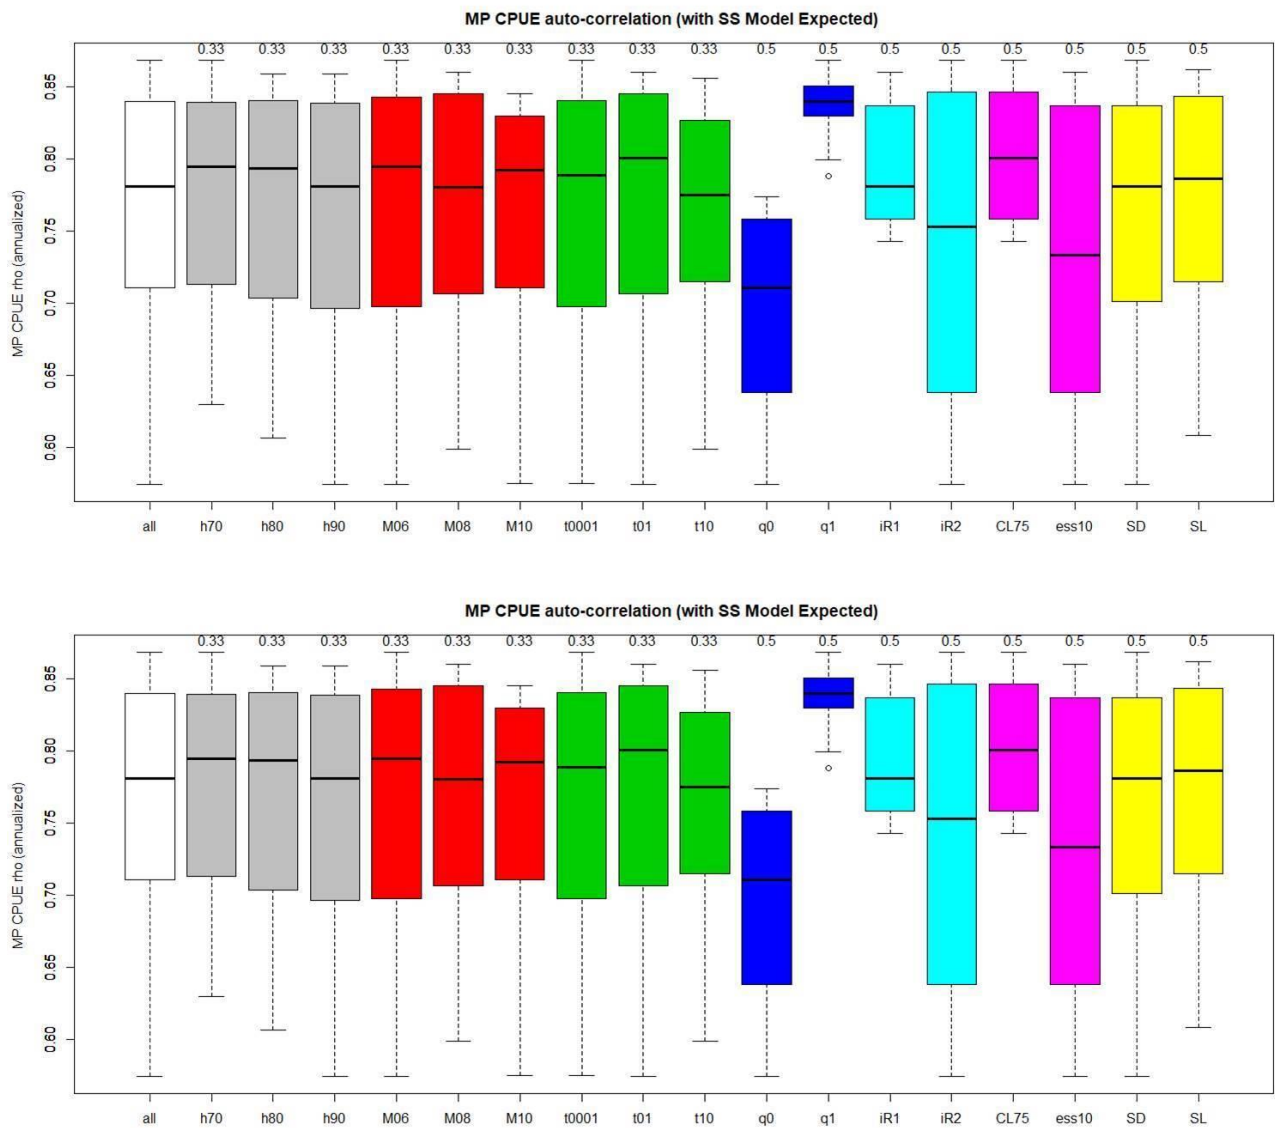 MP CPUE auto-correlation (with SS Model Expected)
0.33 0.33 0.33 0.33 0.33 0.33 0.33 0.33 0.33 0.5 0.5 0.5 0.5 0.5 0.5 0.5 0.5
MP CPUE rho (annualized)
0.85
0.80
0.75
0.70
0.65
0.60
all h70 h80 h90 M06 M08 M10 t0001 t01 t10 q0 q1 iR1 iR2 CL75 ess10 SD SL
MP CPUE auto-correlation (with SS Model Expected)
0.33 0.33 0.33 0.33 0.33 0.33 0.33 0.33 0.33 0.5 0.5 0.5 0.5 0.5 0.5 0.5 0.5
MP CPUE rho (annualized)
0.85
0.80
0.75
0.70
0.65
0.60
all h70 h80 h90 M06 M08 M10 t0001 t01 t10 q0 q1 iR1 iR2 CL75 ess10 SD SL